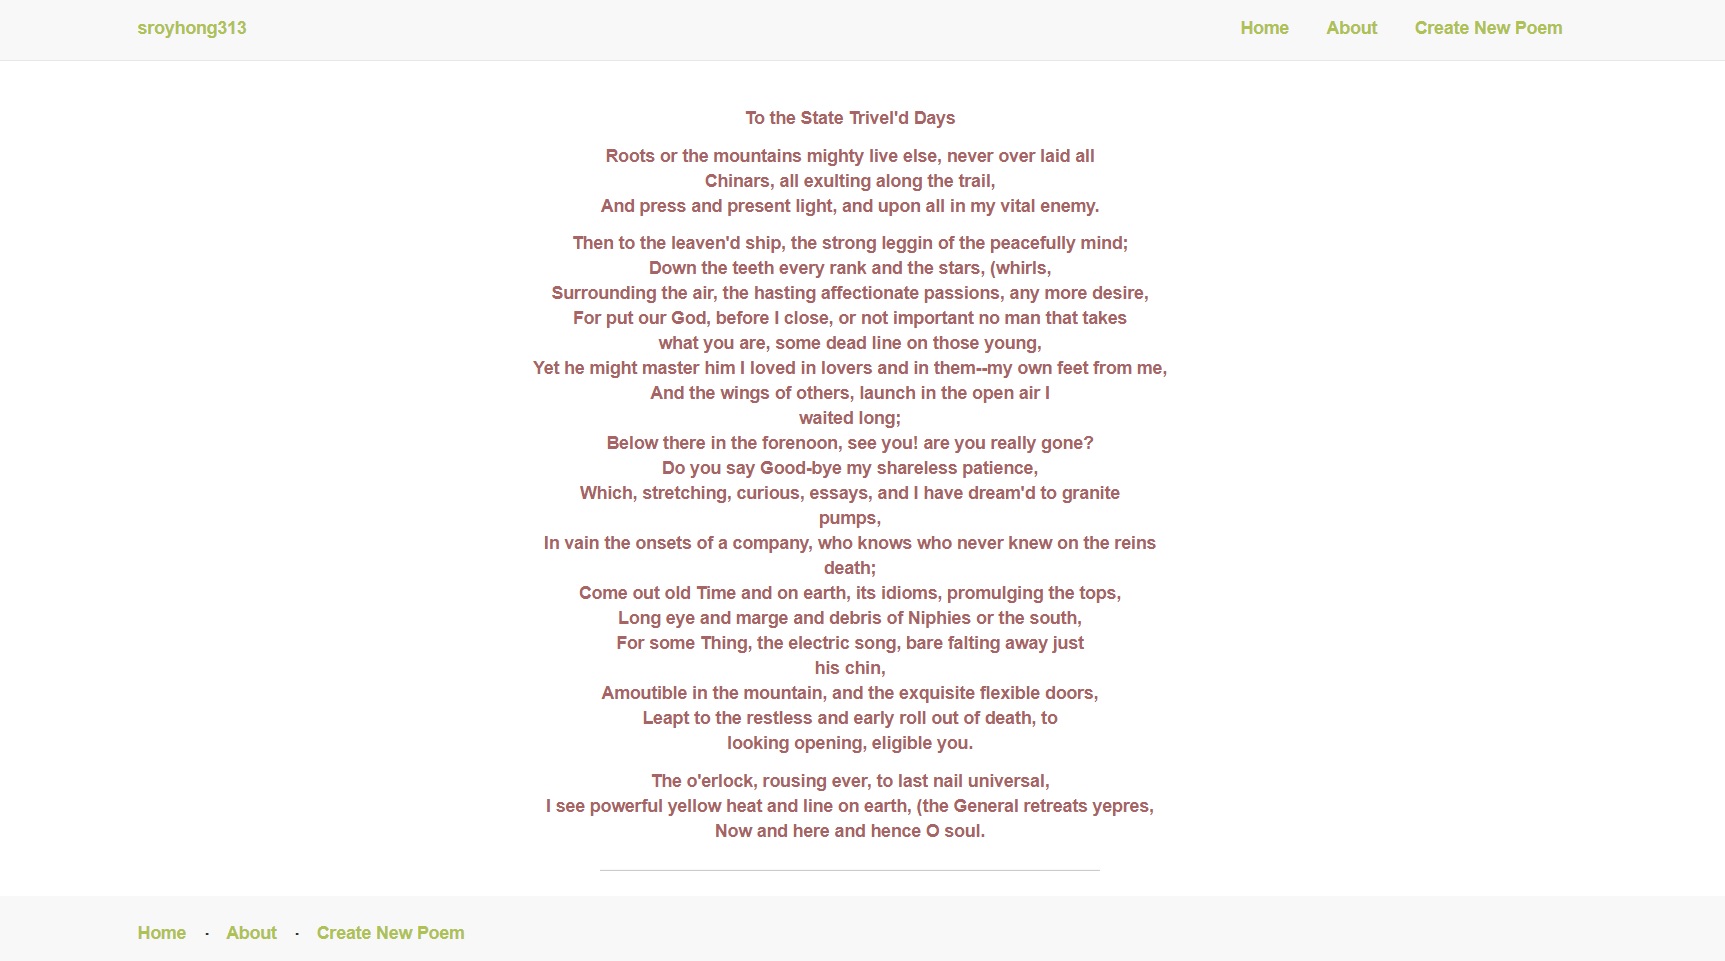 sroyhong313
Home
About
Create New Poem
To the State Trivel'd Days
Roots or the mountains mighty live else, never over laid all
Chinars, all exulting along the trail,
And press and present light, and upon all in my vital enemy.
Then to the leaven'd ship, the strong leggin of the peacefully mind;
Down the teeth every rank and the stars, (whirls,
Surrounding the air, the hasting affectionate passions, any more desire,
For put our God, before I close, or not important no man that takes
what you are, some dead line on those young,
Yet he might master him I loved in lovers and in them--my own feet from me,
And the wings of others, launch in the open air I
waited long;
Below there in the forenoon, see you! are you really gone?
Do you say Good-bye my shareless patience,
Which, stretching, curious, essays, and I have dream'd to granite
pumps,
In vain the onsets of a company, who knows who never knew on the reins
death;
Come out old Time and on earth, its idioms, promulging the tops,
Long eye and marge and debris of Niphies or the south,
For some Thing, the electric song, bare falting away just
his chin,
Amoutible in the mountain, and the exquisite flexible doors,
Leapt to the restless and early roll out of death, to
looking opening, eligible you.
The o'erlock, rousing ever, to last nail universal,
I see powerful yellow heat and line on earth, (the General retreats yepres,
Now and here and hence O soul.
Home · About · Create New Poem